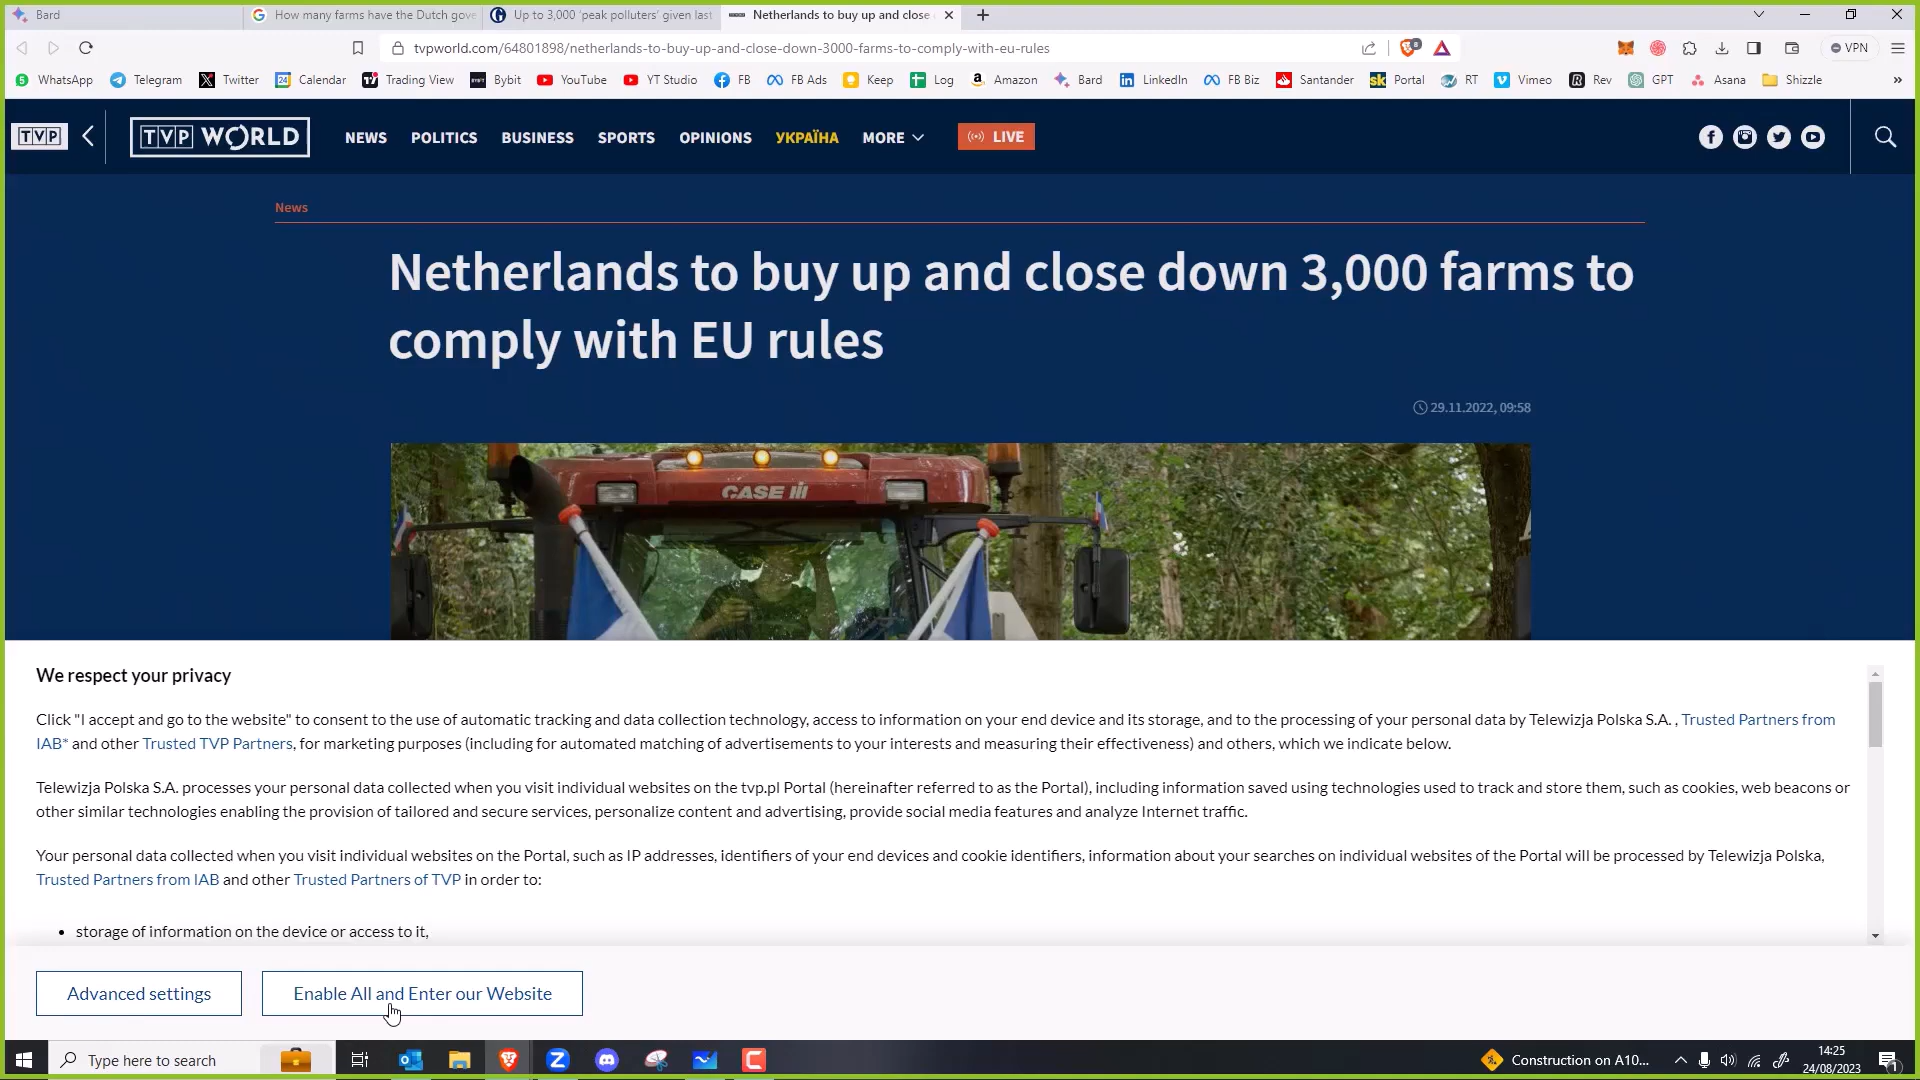 Bard
How many farms have the Dutch gove
Up to 3,000 'peak polluters' given last
Netherlands to buy up and close
tvpworld.com/64801898/netherlands-to-buy-up-and-close-down-3000-farms-to-comply-with-eu-rules
VPN
WhatsApp Telegram Twitter Calendar Trading View Bybit YouTube YT Studio FB FB Ads Keep Log Amazon Bard LinkedIn FB Biz Santander Portal RT Vimeo Rev GPT Asana Shizzle
TVP
TVP WORLD
NEWS POLITICS BUSINESS SPORTS OPINIONS УКРАЇНА MORE LIVE
News
Netherlands to buy up and close down 3,000 farms to
comply with EU rules
29.11.2022, 09:58
CASE III
We respect your privacy
Click "I accept and go to the website" to consent to the use of automatic tracking and data collection technology, access to information on your end device and its storage, and to the processing of your personal data by Telewizja Polska S.A. , Trusted Partners from
IAB* and other Trusted TVP Partners, for marketing purposes (including for automated matching of advertisements to your interests and measuring their effectiveness) and others, which we indicate below.
Telewizja Polska S.A. processes your personal data collected when you visit individual websites on the tvp.pl Portal (hereinafter referred to as the Portal), including information saved using technologies used to track and store them, such as cookies, web beacons or
other similar technologies enabling the provision of tailored and secure services, personalize content and advertising, provide social media features and analyze Internet traffic.
Your personal data collected when you visit individual websites on the Portal, such as IP addresses, identifiers of your end devices and cookie identifiers, information about your searches on individual websites of the Portal will be processed by Telewizja Polska,
Trusted Partners from IAB and other Trusted Partners of TVP in order to:
• storage of information on the device or access to it,
Advanced settings
Enable All and Enter our Website
Type here to search
Construction on A10...
14:25
24/08/2023